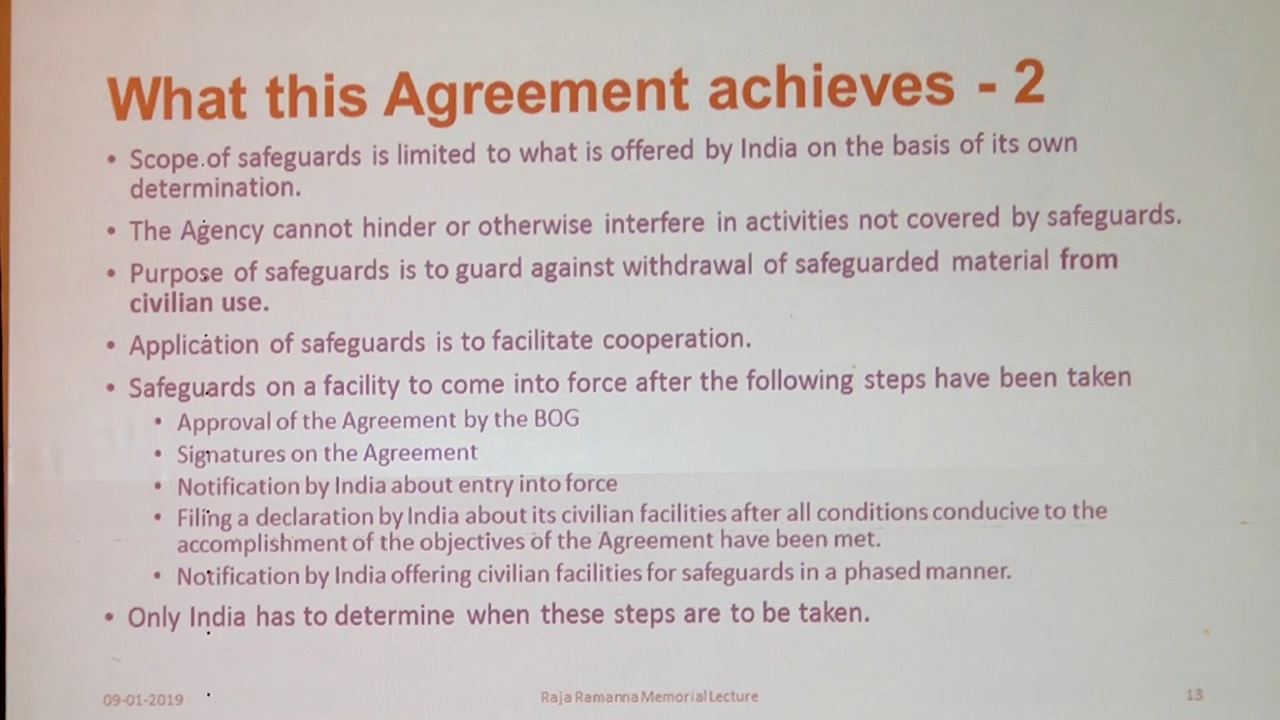 What this Agreement achieves - 2
• Scope of safeguards is limited to what is offered by India on the basis of its own
determination.
• The Agency cannot hinder or otherwise interfere in activities not covered by safeguards.
• Purpose of safeguards is to guard against withdrawal of safeguarded material from
civilian use.
• Application of safeguards is to facilitate cooperation.
• Safeguards on a facility to come into force after the following steps have been taken
• Approval of the Agreement by the BOG
• Signatures on the Agreement
• Notification by India about entry into force
• Filing a declaration by India about its civilian facilities after all conditions conducive to the
accomplishment of the objectives of the Agreement have been met.
• Notification by India offering civilian facilities for safeguards in a phased manner.
• Only India has to determine when these steps are to be taken.
09-01-2019
Raja Ramanna Memorial Lecture
13